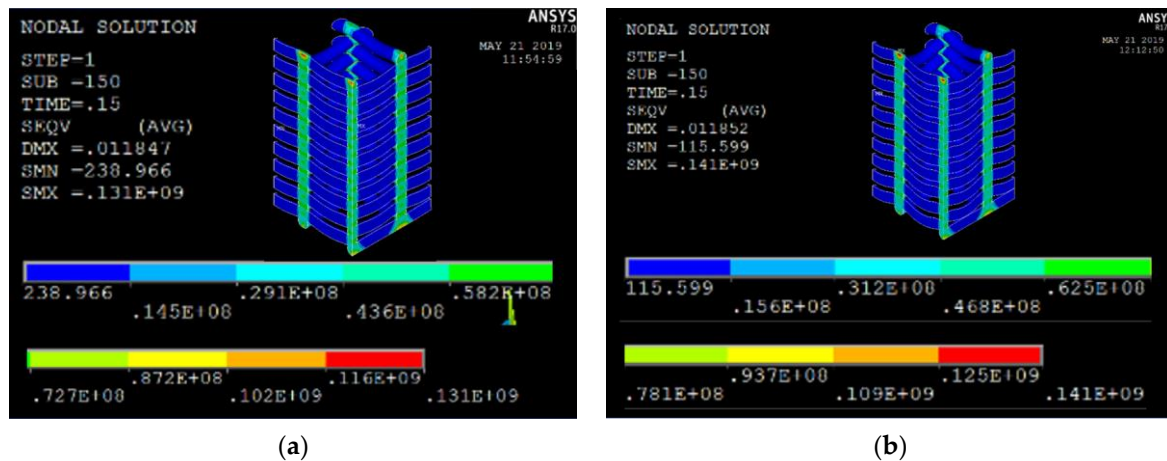 NODAL SOLUTION
STEP=1
SUB =150
TIME=.15
SEQV (AVG)
DMX =.011847
SMN =238.966
SMX =.131E+09
ANSYS
R17.0
MAY 21 2019
11:54:59
238.966 .291E+08 .582E+08
.145E+08 .436E+08
.872E+08 .116E+09
.727E+08 .102E+09 .131E+09
(a)
NODAL SOLUTION
STEP=1
SUB =150
TIME=.15
SEQV (AVG)
DMX =.011852
SMN =115.599
SMX =.141E+09
ANSY
R17.
MAY 21 2019
12:12:50
115.599 .312E+08 .625E+08
.156E+08 .468E+08
.937E+08 .125E+09
.781E+08 .109E+09 .141E+09
(b)